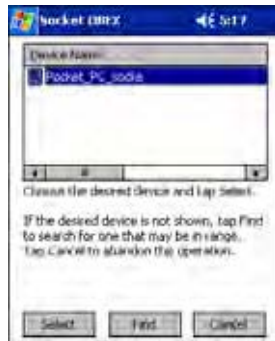 Socket OBEX 5:17
Device Name
Pocket_PC_socke
Choose the desired device and tap Select.
If the desired device is not shown, tap Find
to search for one that may be in range.
Tap Cancel to abandon this operation.
Select Find Cancel